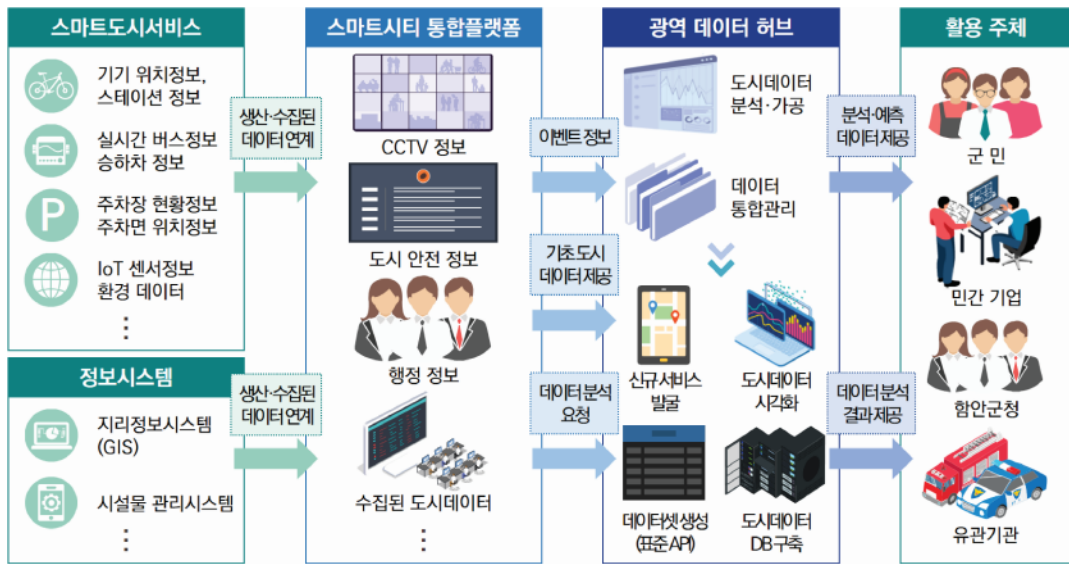 스마트도시서비스
기기 위치정보,
스테이션 정보
실시간 버스정보
승하차 정보
P
주차장 현황정보
주차면 위치정보
IoT 센서정보
환경 데이터
⋮
정보시스템
지리정보시스템
(GIS)
시설물 관리시스템
⋮
생산·수집된
데이터 연계
생산·수집된
데이터 연계
스마트시티 통합플랫폼
CCTV 정보
도시 안전 정보
행정 정보
수집된 도시데이터
⋮
이벤트 정보
기초 도시
데이터 제공
데이터 분석
요청
광역 데이터 허브
도시데이터
분석·가공
데이터
통합관리
신규 서비스
발굴
도시데이터
시각화
데이터셋 생성
(표준 API)
도시데이터
DB 구축
분석·예측
데이터 제공
데이터 분석
결과 제공
활용 주체
군 민
민간 기업
함안군청
유관기관